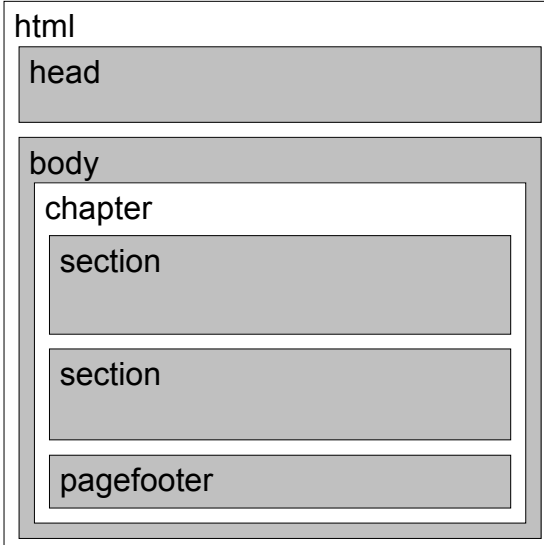 html
head
body
chapter
section
section
pagefooter